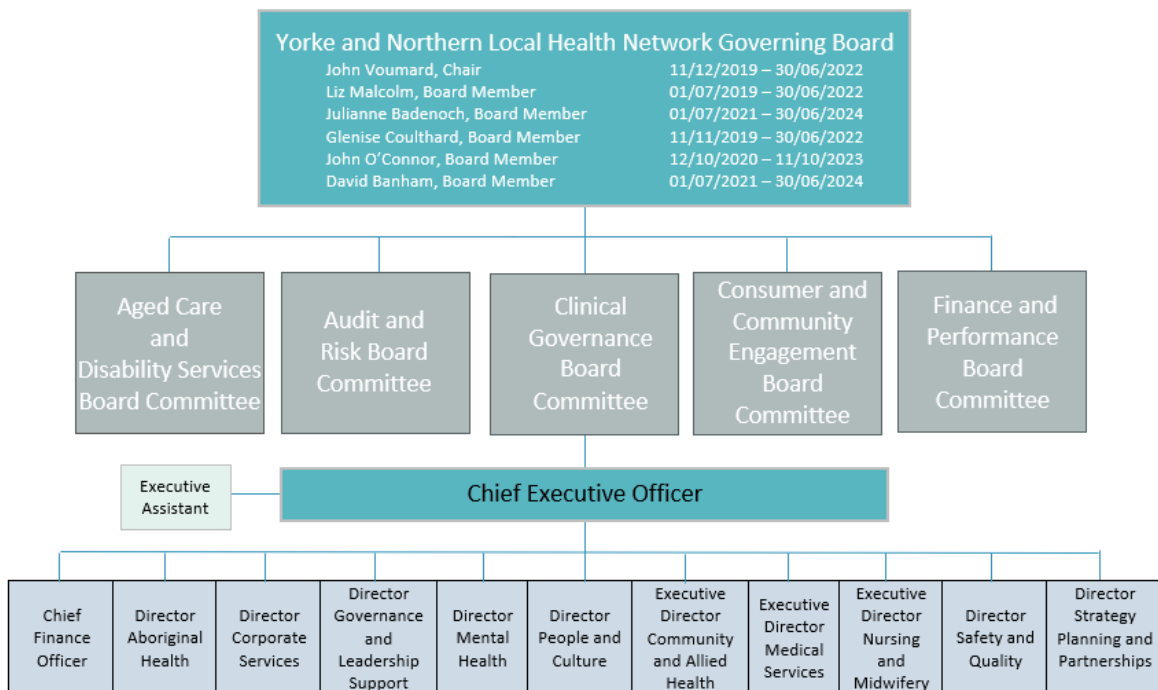 Yorke and Northern Local Health Network Governing Board
John Voumard, Chair 11/12/2019 – 30/06/2022
Liz Malcolm, Board Member 01/07/2019 – 30/06/2022
Julianne Badenoch, Board Member 01/07/2021 – 30/06/2024
Glenise Coulthard, Board Member 11/11/2019 – 30/06/2022
John O’Connor, Board Member 12/10/2020 – 11/10/2023
David Banham, Board Member 01/07/2021 – 30/06/2024
Aged Care
and
Disability Services
Board Committee
Audit and
Risk Board
Committee
Clinical
Governance
Board
Committee
Consumer and
Community
Engagement
Board
Committee
Finance and
Performance
Board
Committee
Executive
Assistant
Chief Executive Officer
Chief
Finance
Officer
Director
Aboriginal
Health
Director
Corporate
Services
Director
Governance
and
Leadership
Support
Director
Mental
Health
Director
People and
Culture
Executive
Director
Community
and Allied
Health
Executive
Director
Medical
Services
Executive
Director
Nursing
and
Midwifery
Director
Safety and
Quality
Director
Strategy
Planning and
Partnerships